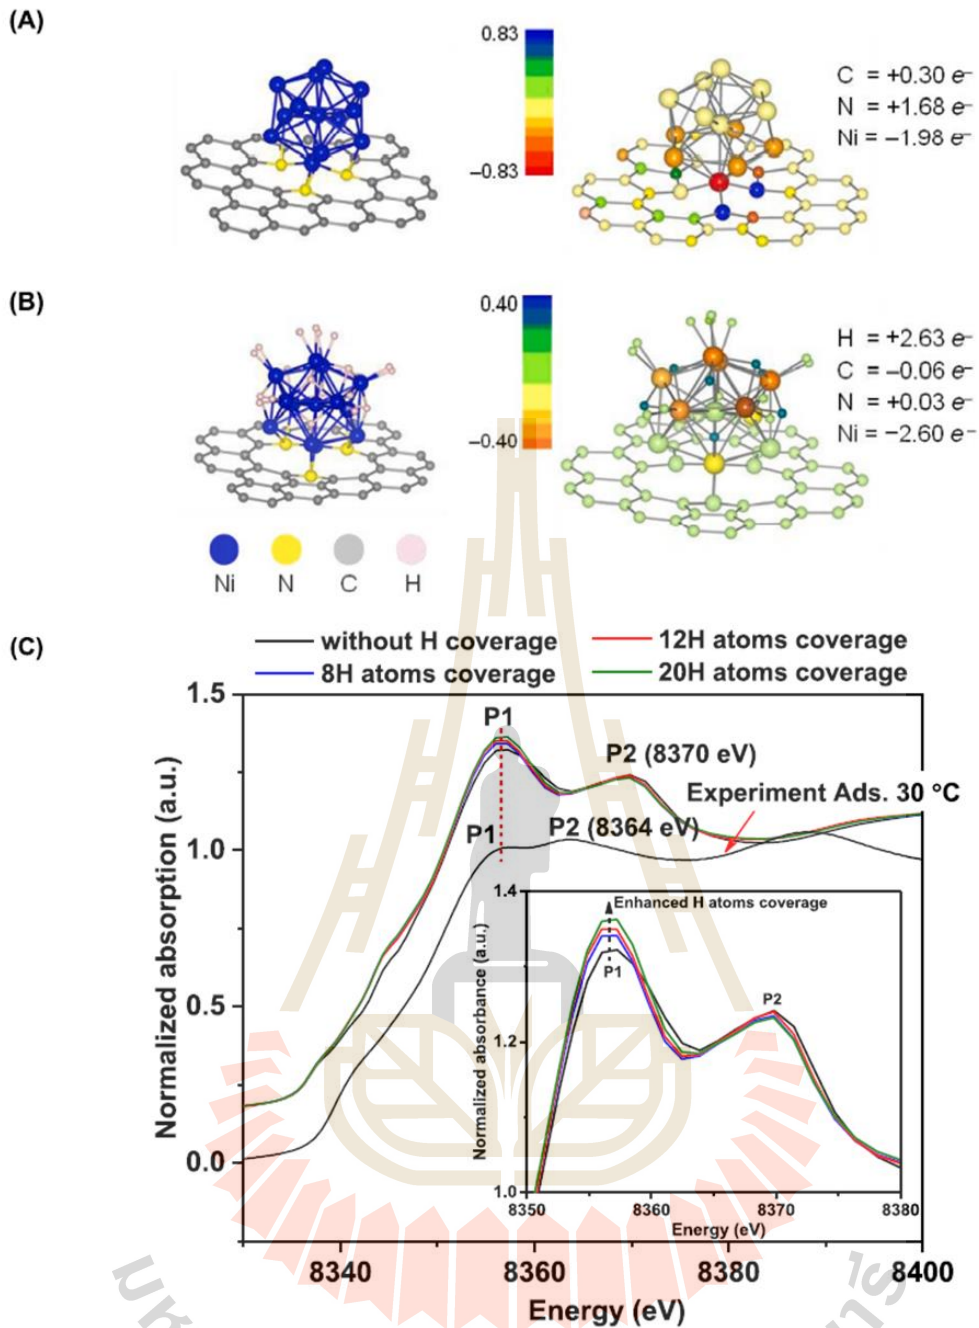 (A)
0.83
–0.83
C = +0.30 e⁻
N = +1.68 e⁻
Ni = –1.98 e⁻
(B)
0.40
–0.40
H = +2.63 e⁻
C = –0.06 e⁻
N = +0.03 e⁻
Ni = –2.60 e⁻
Ni N C H
(C)
without H coverage
12H atoms coverage
8H atoms coverage
20H atoms coverage
1.5
P1
P2 (8370 eV)
Experiment Ads. 30 °C
P1
P2 (8364 eV)
1.0
0.5
0.0
Normalized absorption (a.u.)
1.4
Enhanced H atoms coverage
P1
P2
1.2
1.0
Normalized absorbance (a.u.)
8350 8360 8370 8380
Energy (eV)
8340 8360 8380 8400
Energy (eV)